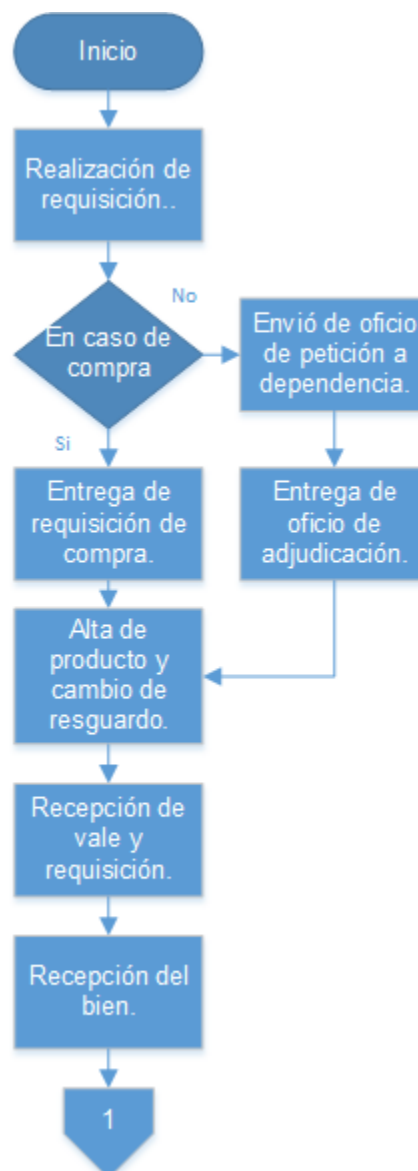 Inicio
Realización de
requisición..
En caso de
compra
No
Envió de oficio
de petición a
dependencia.
Si
Entrega de
requisición de
compra.
Entrega de
oficio de
adjudicación.
Alta de
producto y
cambio de
resguardo.
Recepción de
vale y
requisición.
Recepción del
bien.
1